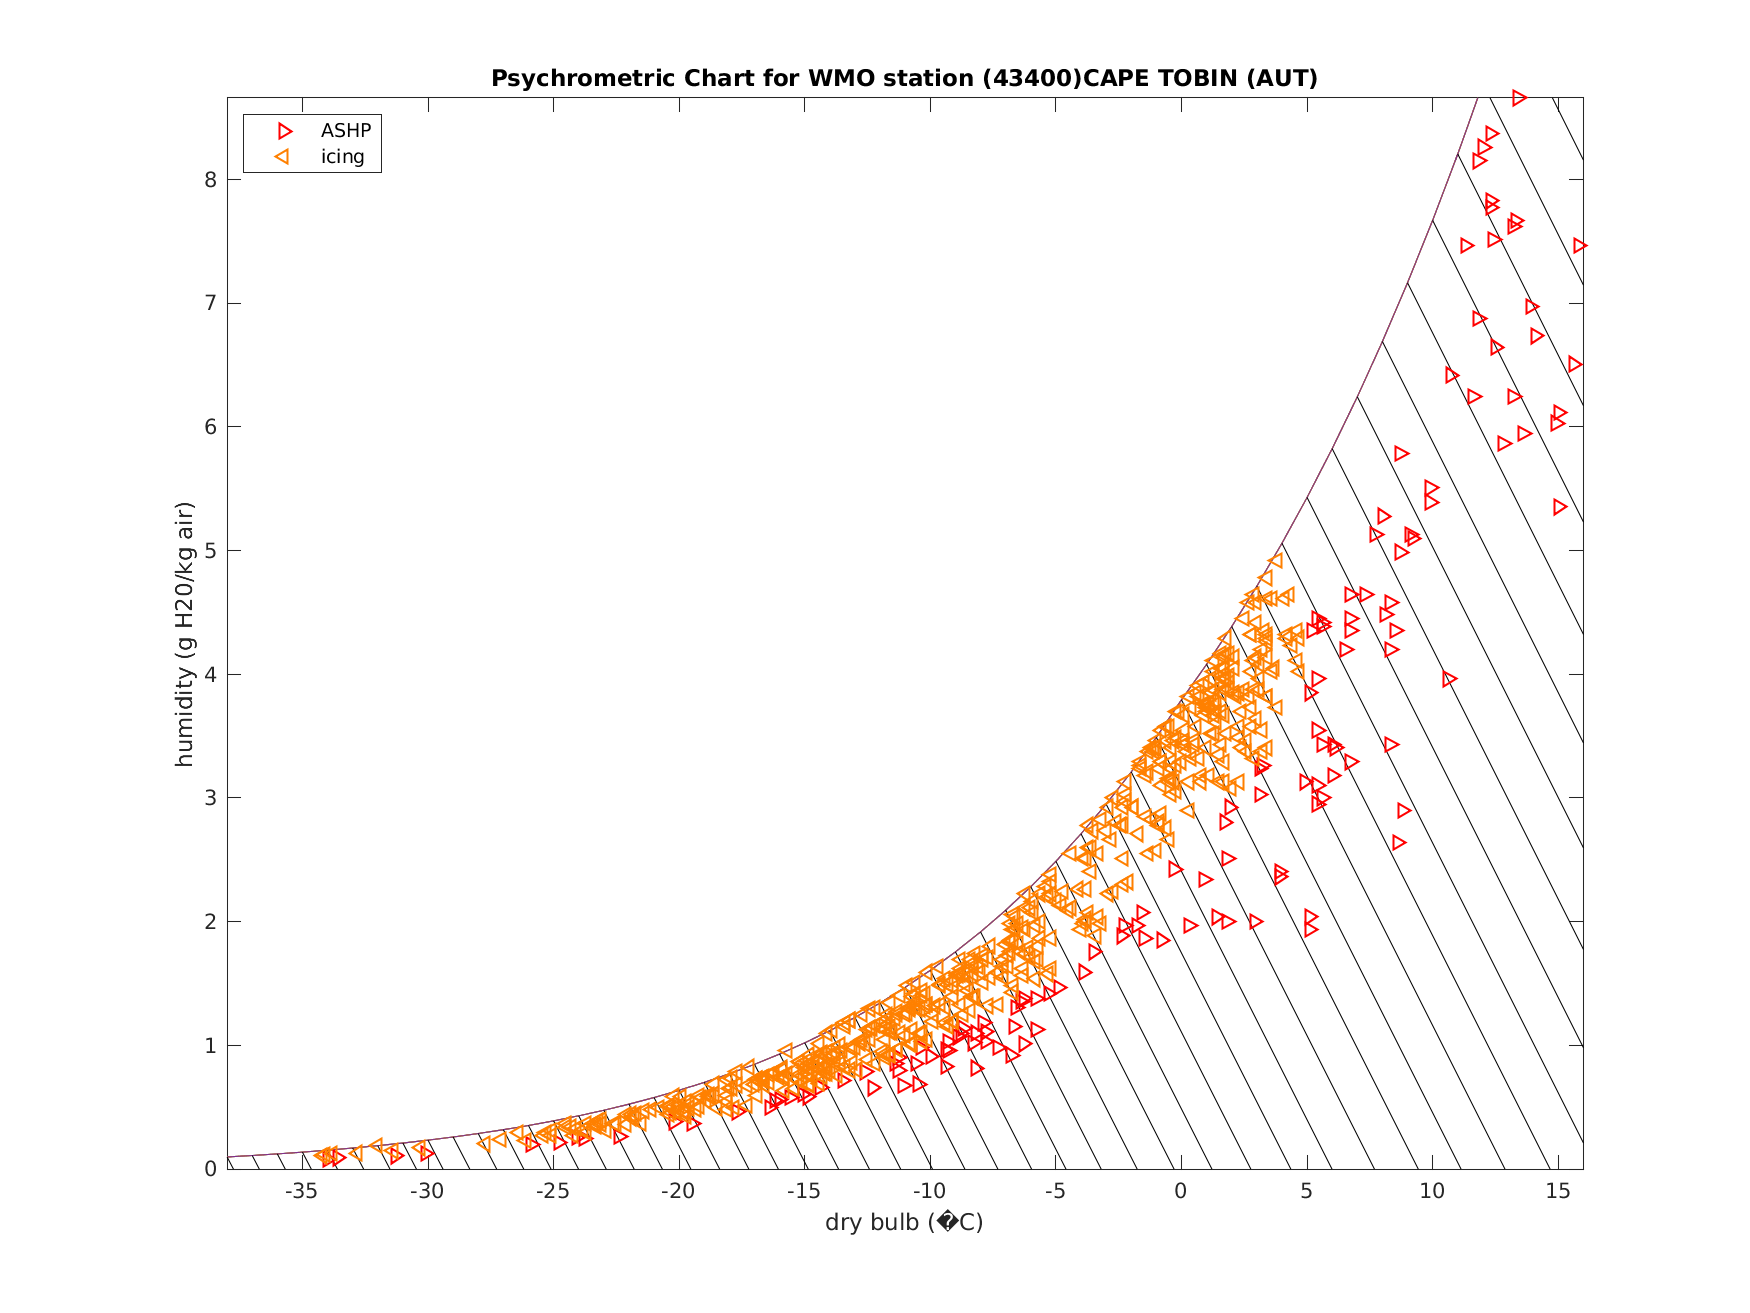 Psychrometric Chart for WMO station (43400)CAPE TOBIN (AUT)
ASHP
icing
humidity (g H20/kg air)
8
7
6
5
4
3
2
1
0
-35 -30 -25 -20 -15 -10 -5 0 5 10 15
dry bulb (�C)